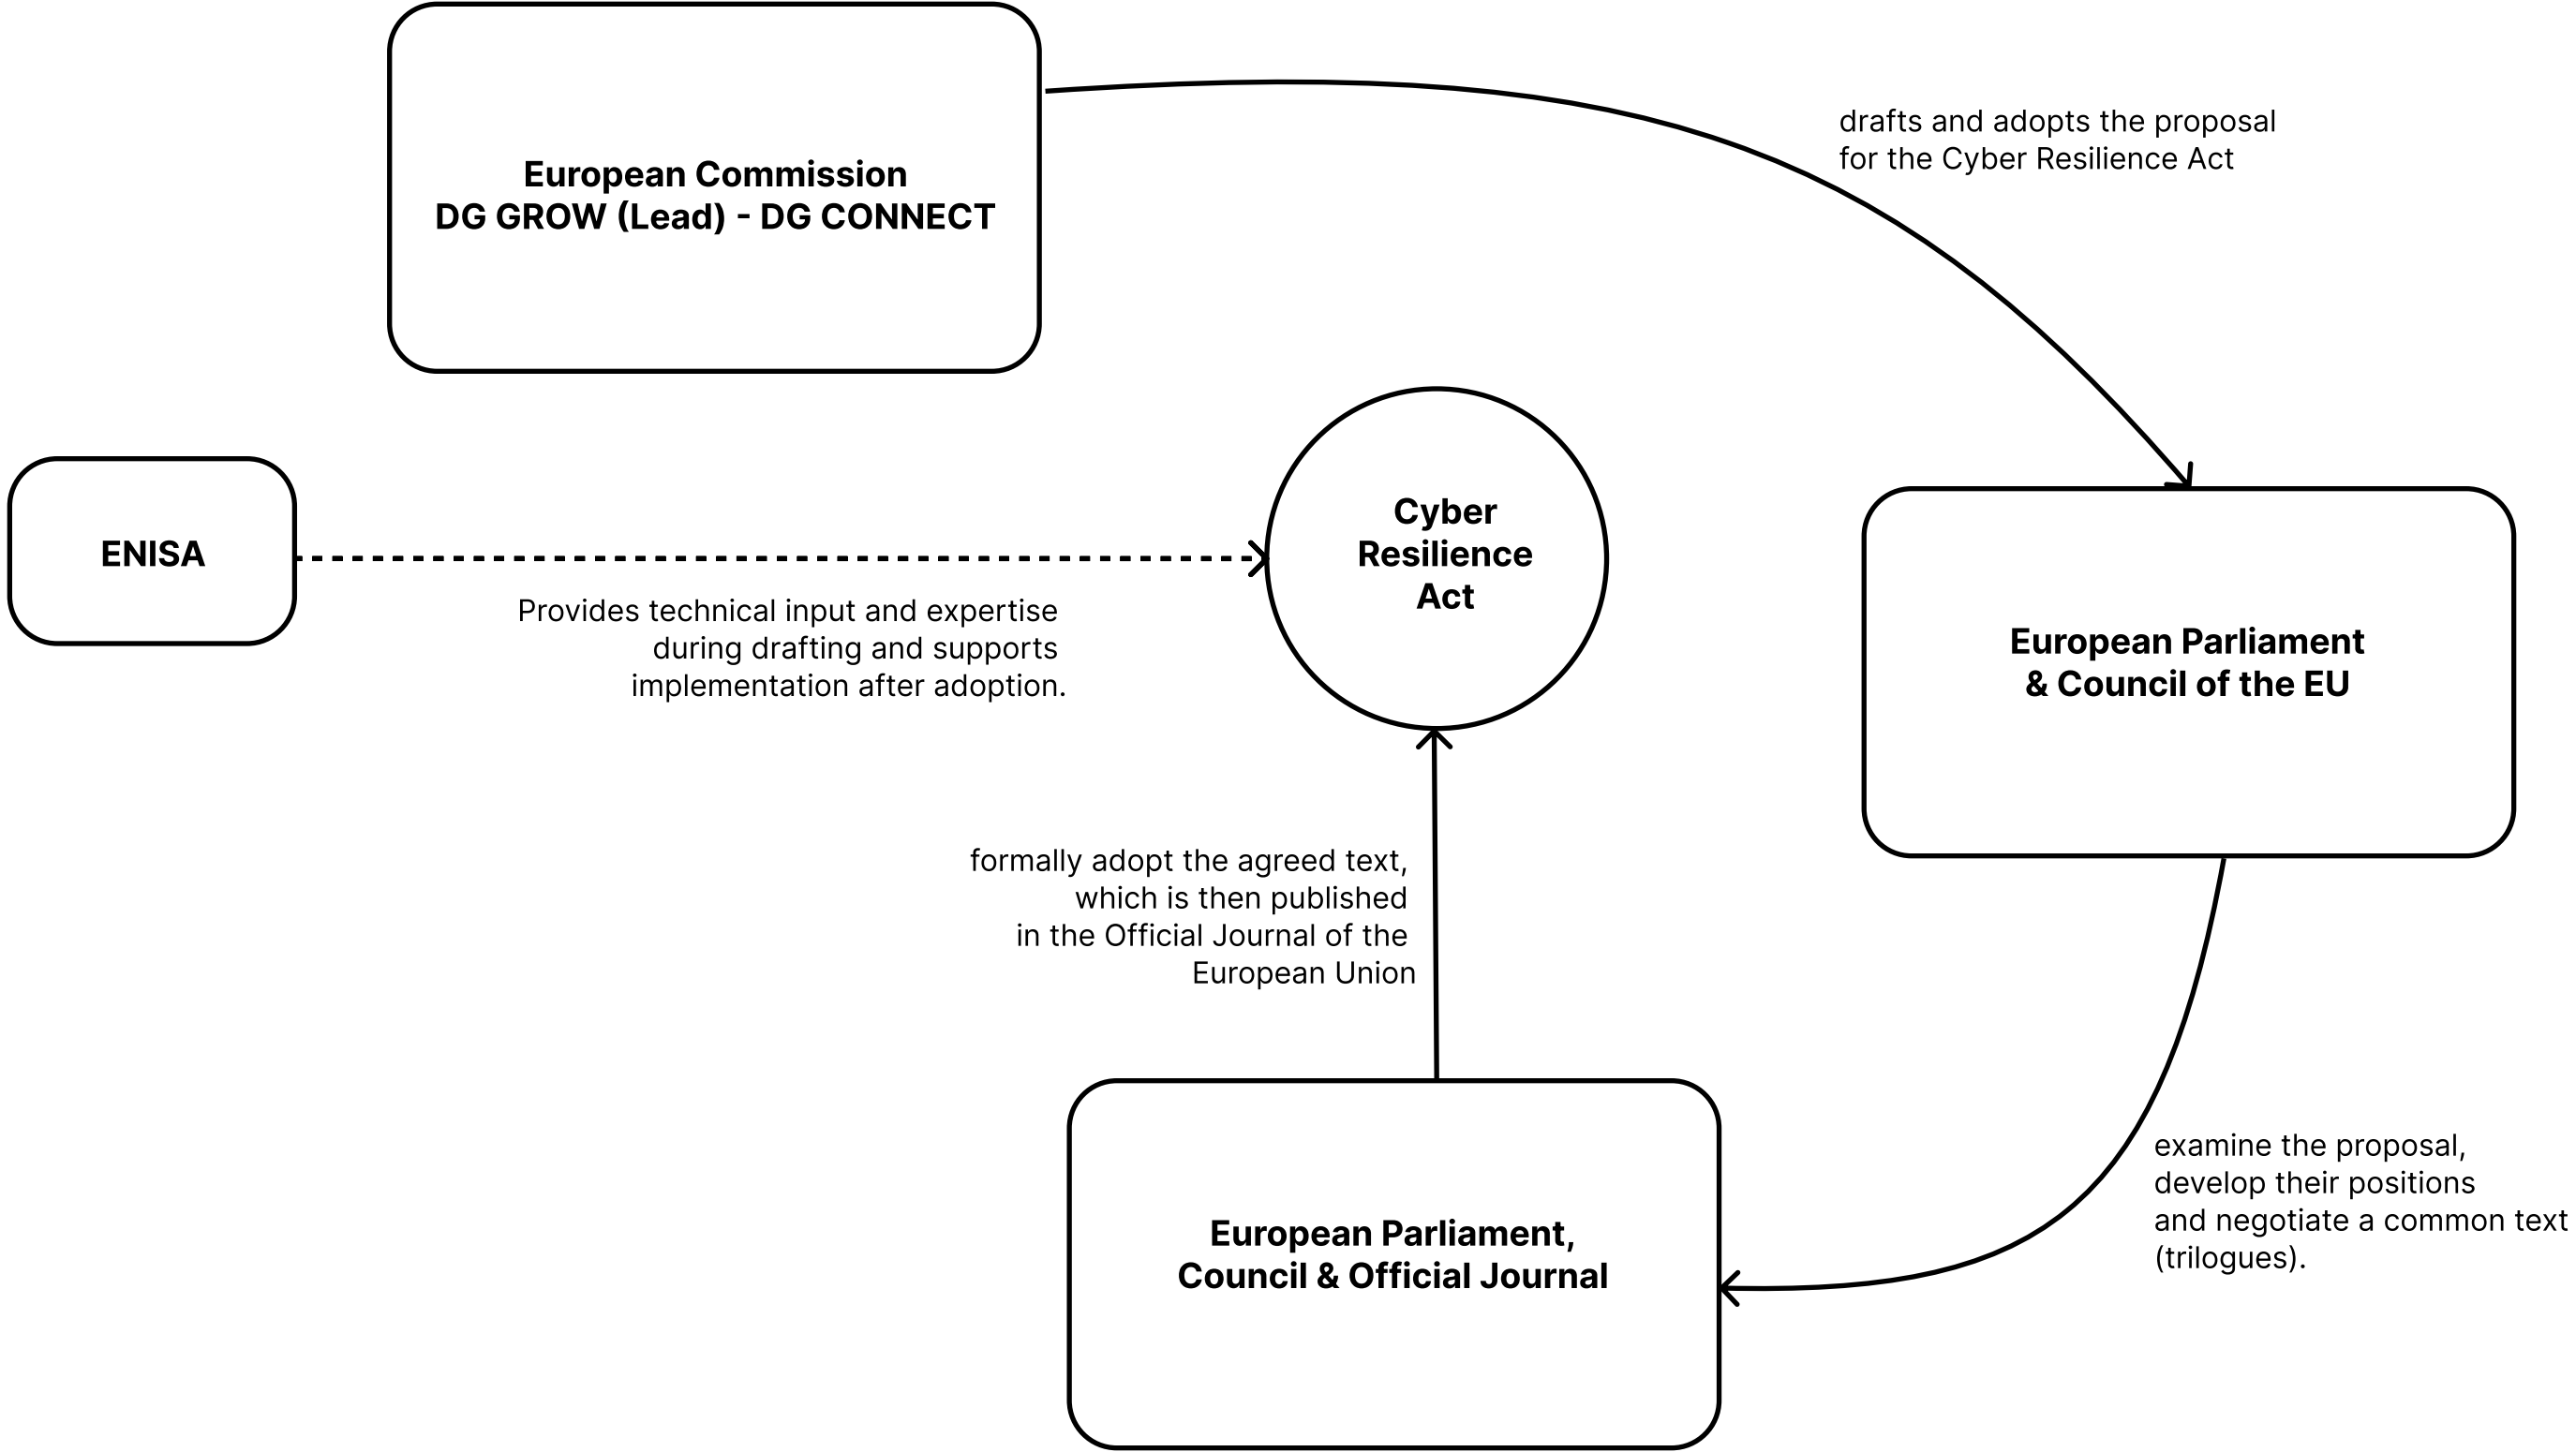 European Commission
DG GROW (Lead) - DG CONNECT
drafts and adopts the proposal
for the Cyber Resilience Act
ENISA
Provides technical input and expertise
during drafting and supports
implementation after adoption.
Cyber
Resilience
Act
European Parliament
& Council of the EU
formally adopt the agreed text,
which is then published
in the Official Journal of the
European Union
examine the proposal,
develop their positions
and negotiate a common text
(trilogues).
European Parliament,
Council & Official Journal